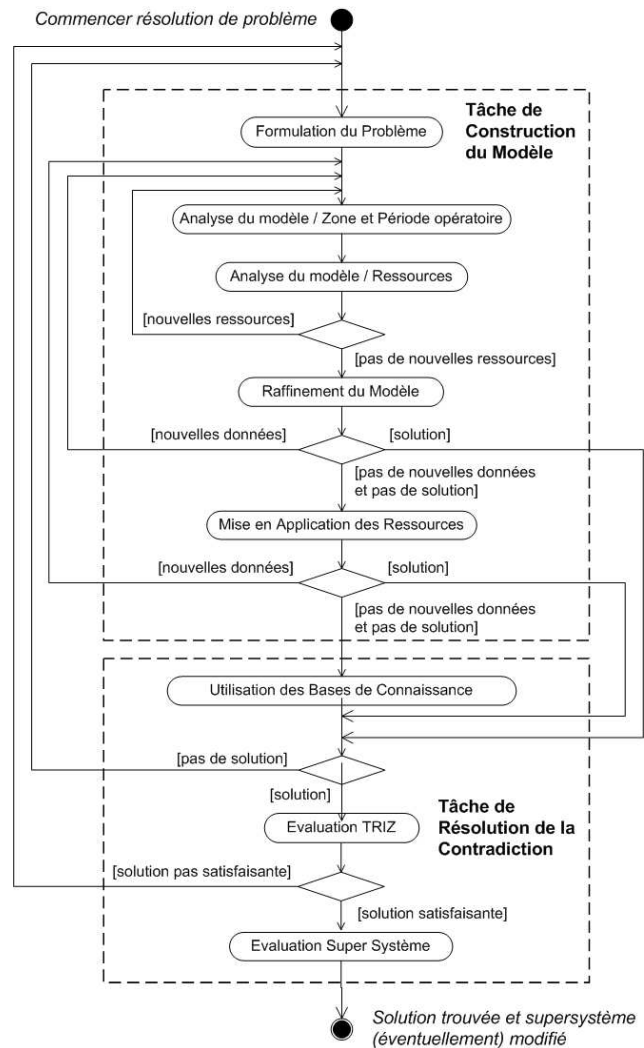 Commencer résolution de problème
Tâche de
Construction
du Modèle
Formulation du Problème
Analyse du modèle / Zone et Période opératoire
Analyse du modèle / Ressources
[nouvelles ressources]
[pas de nouvelles ressources]
Raffinement du Modèle
[nouvelles données]
[solution]
[pas de nouvelles données
et pas de solution]
Mise en Application des Ressources
[nouvelles données]
[solution]
[pas de nouvelles données
et pas de solution]
Utilisation des Bases de Connaissance
[pas de solution]
[solution]
Tâche de
Résolution de la
Contradiction
Evaluation TRIZ
[solution pas satisfaisante]
[solution satisfaisante]
Evaluation Super Système
Solution trouvée et supersystème
(éventuellement) modifié